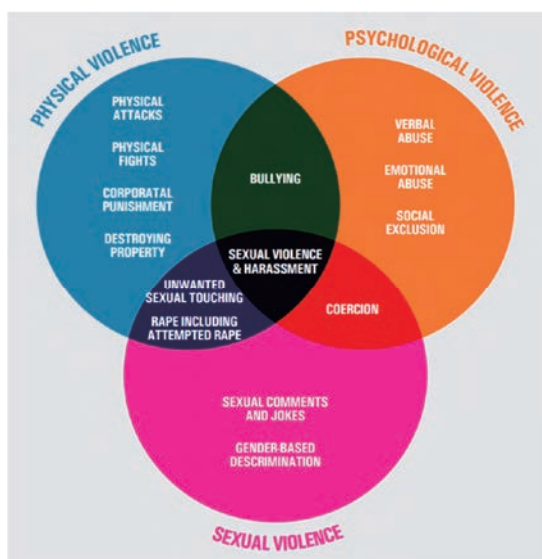 PHYSICAL VIOLENCE
PSYCHOLOGICAL VIOLENCE
PHYSICAL
ATTACKS
PHYSICAL
FIGHTS
CORPORATAL
PUNISHMENT
DESTROYING
PROPERTY
BULLYING
VERBAL
ABUSE
EMOTIONAL
ABUSE
SOCIAL
EXCLUSION
SEXUAL VIOLENCE
& HARASSMENT
UNWANTED
SEXUAL TOUCHING
RAPE INCLUDING
ATTEMPTED RAPE
COERCION
SEXUAL COMMENTS
AND JOKES
GENDER-BASED
DESCRIMINATION
SEXUAL VIOLENCE